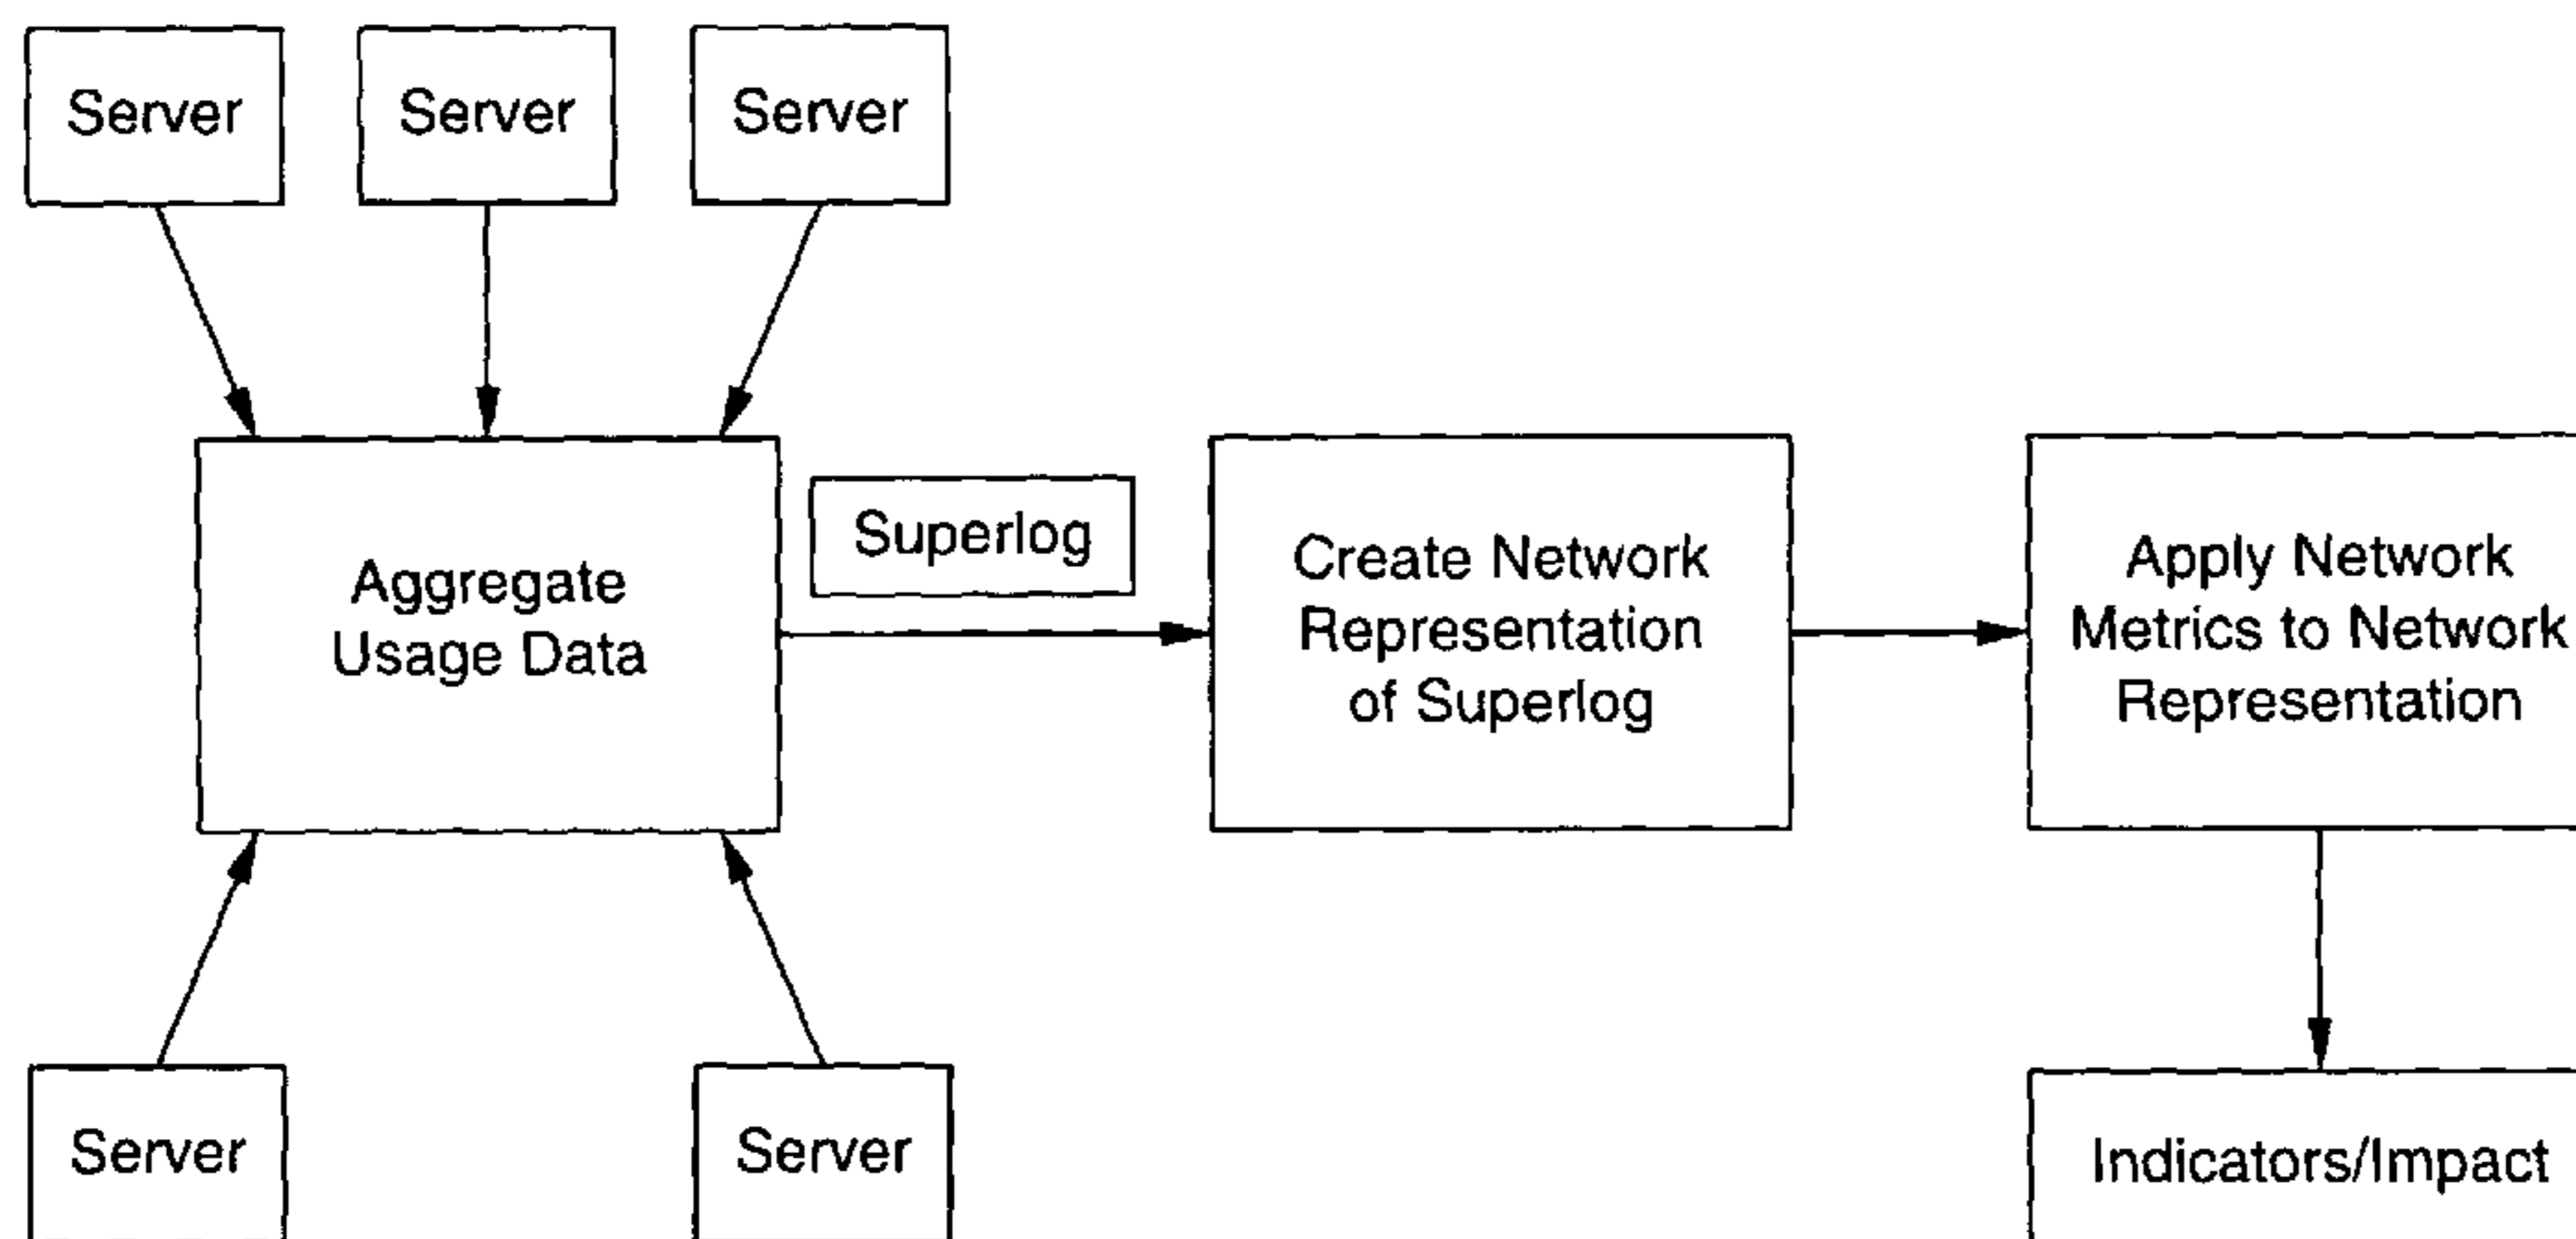 Server
Server
Server
Aggregate
Usage Data
Superlog
Create Network
Representation
of Superlog
Apply Network
Metrics to Network
Representation
Server
Server
Indicators/Impact